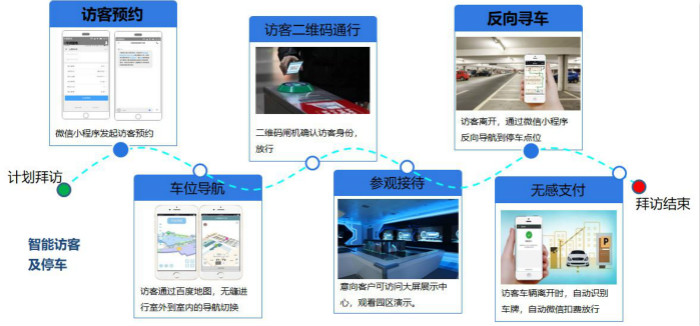 访客预约
微信小程序发起访客预约
访客二维码通行
二维码闸机确认访客身份，
放行
反向寻车
访客离开，通过微信小程序
反向导航到停车点位
计划拜访
车位导航
访客通过百度地图，无缝进
行室外到室内的导航切换
参观接待
意向客户可访问大屏展示中
心，观看园区演示。
无感支付
访客车辆离开时，自动识别
车牌，自动微信扣费放行
P
拜访结束
智能访客
及停车